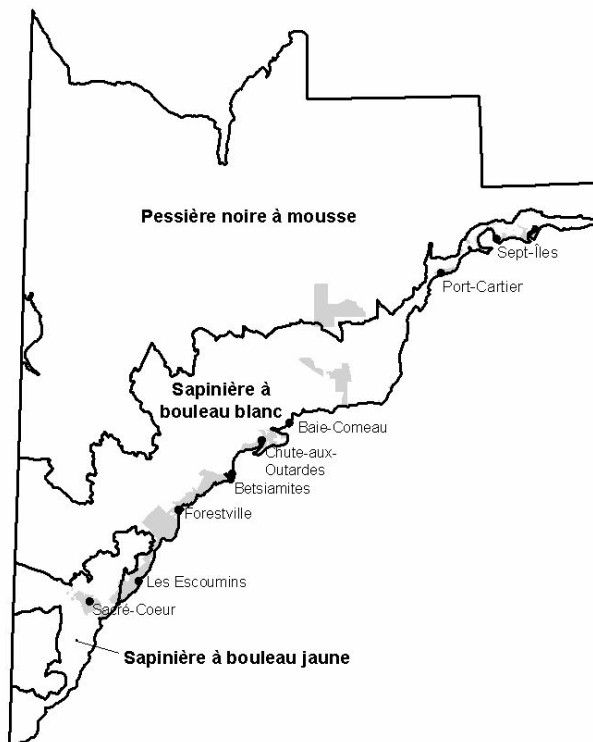 Pessière noire à mousse
Sept-Îles
Port-Cartier
Sapinière à
bouleau blanc
Baie-Comeau
Chute-aux-
Outardes
Betsiamites
Forestville
Les Escoumins
Sacré-Coeur
Sapinière à bouleau jaune